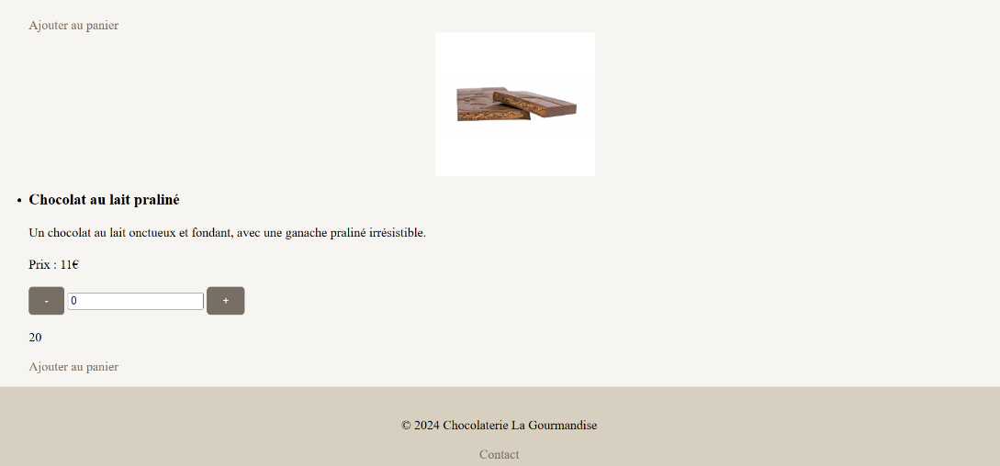 Ajouter au panier
Chocolat au lait praliné
Un chocolat au lait onctueux et fondant, avec une ganache praliné irrésistible.
Prix : 11€
- 0 +
20
Ajouter au panier
© 2024 Chocolaterie La Gourmandise
Contact